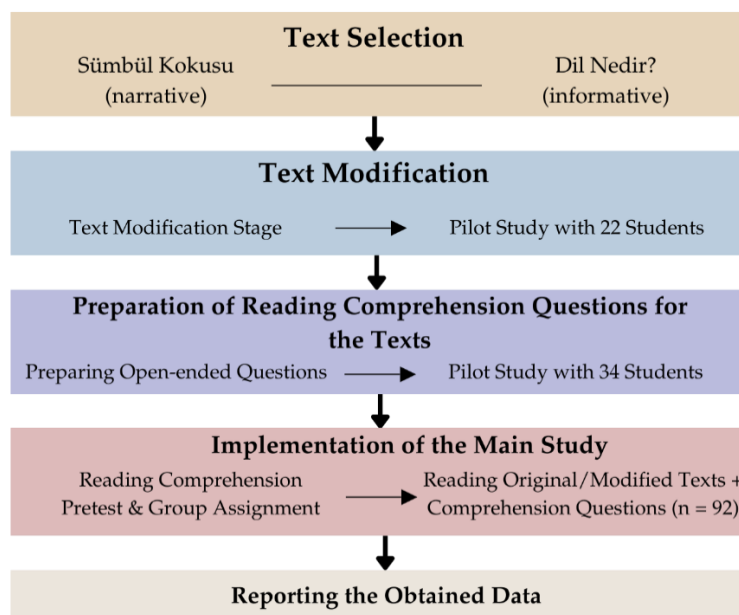 Text Selection
Sümbül Kokusu
(narrative)
Dil Nedir?
(informative)
Text Modification
Text Modification Stage
Pilot Study with 22 Students
Preparation of Reading Comprehension Questions for
the Texts
Preparing Open-ended Questions
Pilot Study with 34 Students
Implementation of the Main Study
Reading Comprehension
Pretest & Group Assignment
Reading Original/Modified Texts +
Comprehension Questions (n = 92)
Reporting the Obtained Data